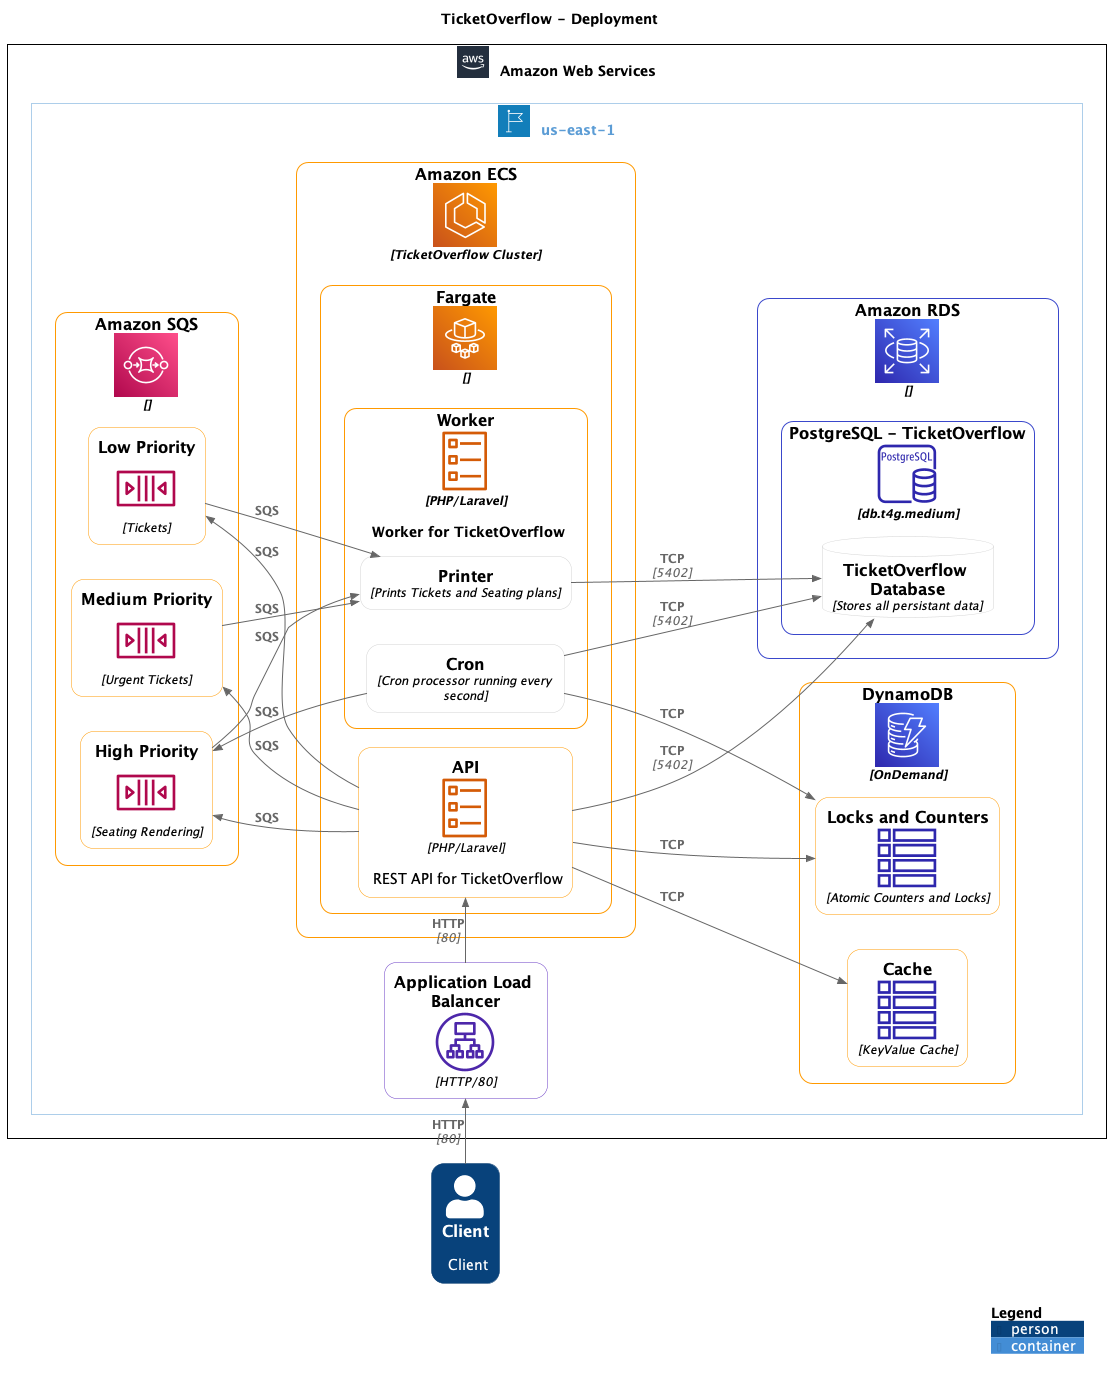 TicketOverflow - Deployment
aws
Amazon Web Services
us-east-1
Amazon ECS
[TicketOverflow Cluster]
Fargate
[]
Amazon SQS
[]
Low Priority
[Tickets]
Medium Priority
[Urgent Tickets]
High Priority
[Seating Rendering]
Worker
[PHP/Laravel]
Worker for TicketOverflow
Printer
[Prints Tickets and Seating plans]
Cron
[Cron processor running every
second]
API
[PHP/Laravel]
REST API for TicketOverflow
Amazon RDS
[]
PostgreSQL - TicketOverflow
PostgreSQL
[db.t4g.medium]
TicketOverflow
Database
[Stores all persistant data]
DynamoDB
[OnDemand]
Locks and Counters
[Atomic Counters and Locks]
Cache
[KeyValue Cache]
SQS
SQS
SQS
SQS
SQS
SQS
SQS
TCP
[5402]
TCP
[5402]
TCP
TCP
[5402]
TCP
TCP
HTTP
[80]
Application Load
Balancer
[HTTP/80]
HTTP
[80]
Client
Client
Legend
person
container